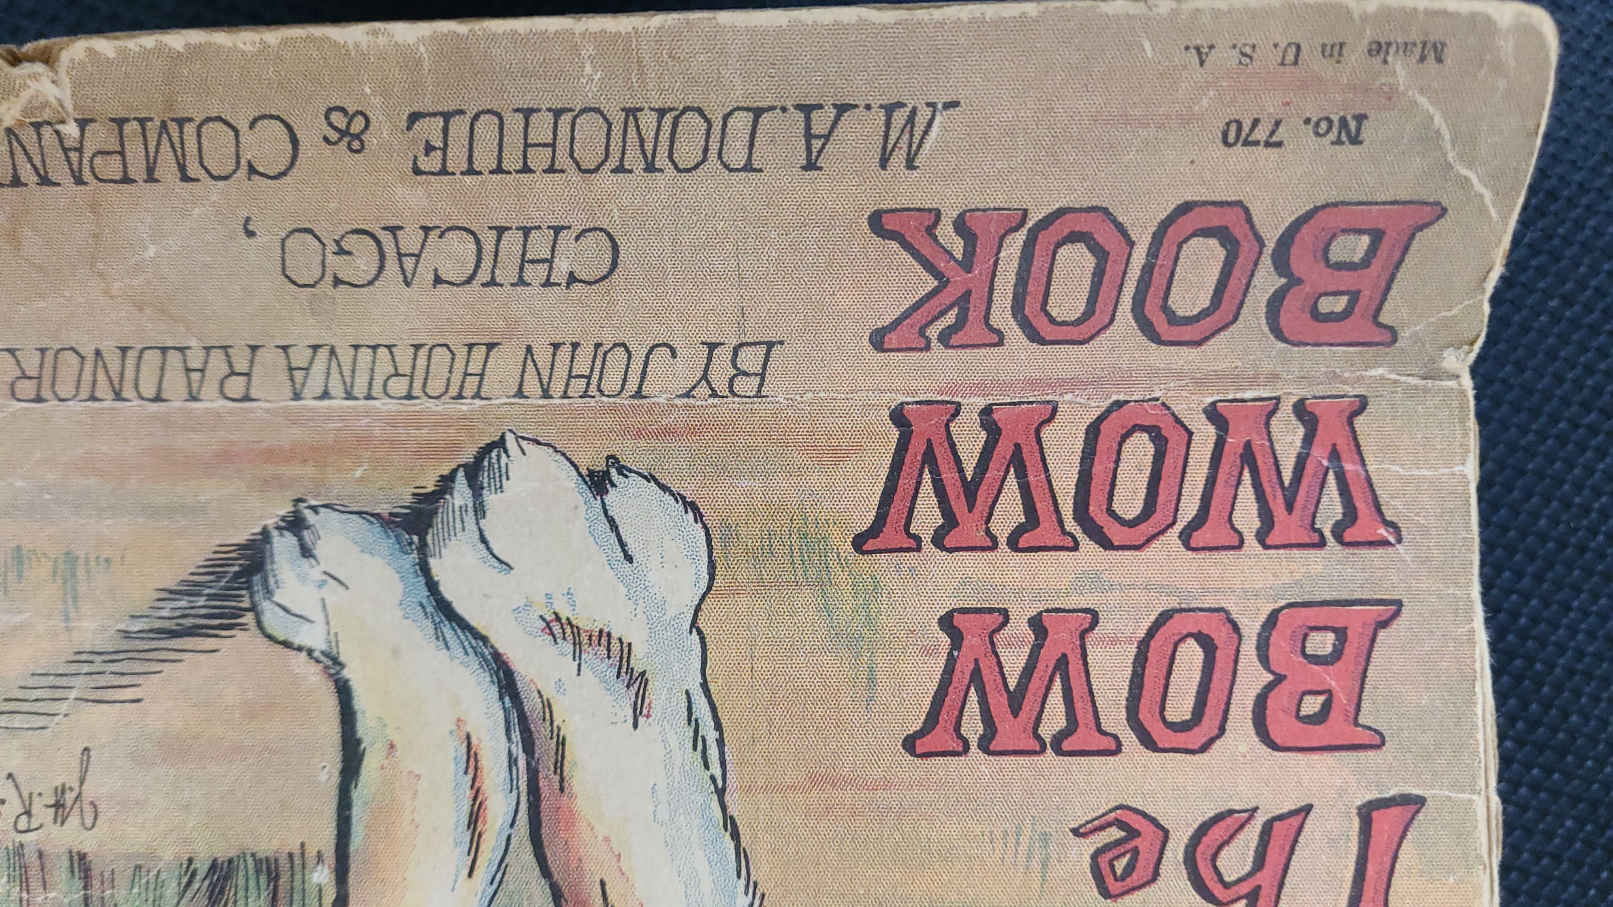 The
BOW
WOW
BOOK
J.H.R.
BY JOHN HORINA RADNOR
CHICAGO,
M.A. DONOHUE & COMPAN
No. 770
Made in U. S. A.